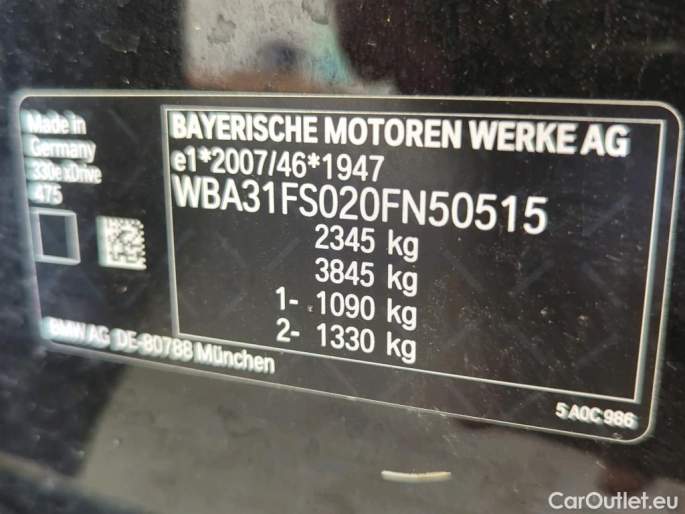 Made in
Germany
330e xDrive
475
BAYERISCHE MOTOREN WERKE AG
e1*2007/46*1947
WBA31FS020FN50515
2345 kg
3845 kg
1- 1090 kg
2- 1330 kg
BMW AG DE-80788 München
5 A0C 986
CarOutlet.eu